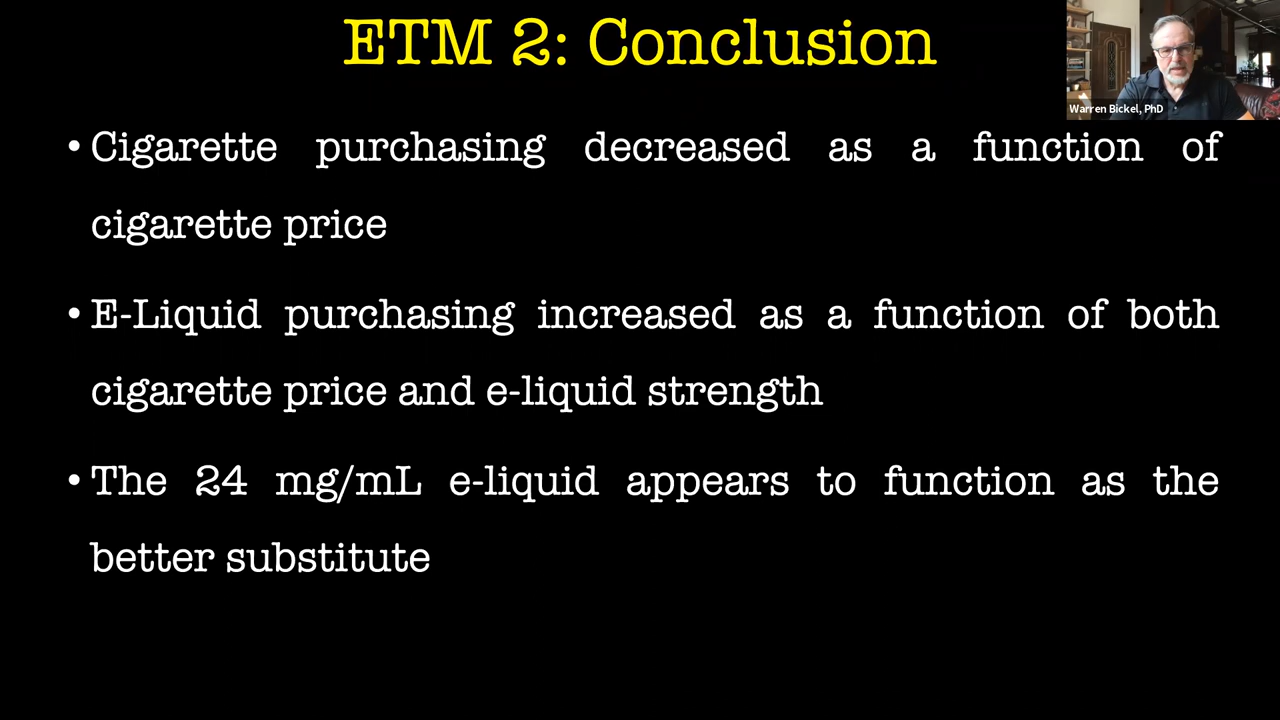 ETM 2: Conclusion
Warren Bickel, PhD
• Cigarette purchasing decreased as a function of
cigarette price
• E-Liquid purchasing increased as a function of both
cigarette price and e-liquid strength
• The 24 mg/mL e-liquid appears to function as the
better substitute